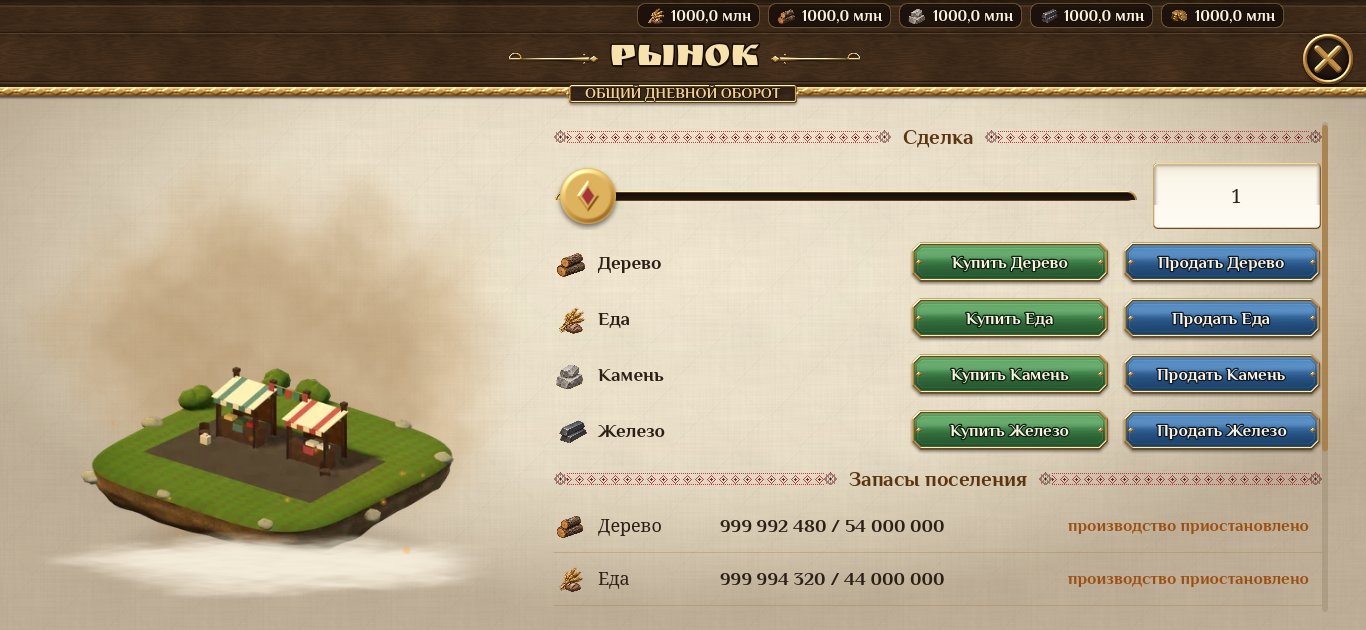 1000,0 млн 1000,0 млн 1000,0 млн 1000,0 млн 1000,0 млн
РЫНОК
ОБЩИЙ ДНЕВНОЙ ОБОРОТ
Сделка
1
Дерево Купить Дерево Продать Дерево
Еда Купить Еда Продать Еда
Камень Купить Камень Продать Камень
Железо Купить Железо Продать Железо
Запасы поселения
Дерево 999 992 480 / 54 000 000 производство приостановлено
Еда 999 994 320 / 44 000 000 производство приостановлено